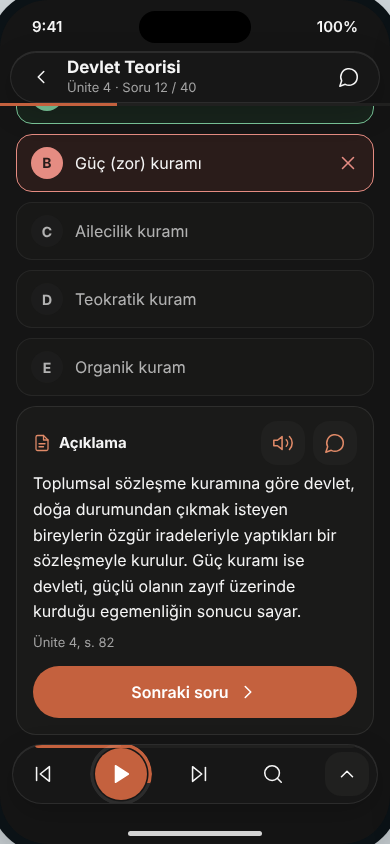 9:41
100%
Devlet Teorisi
Ünite 4 · Soru 12 / 40
B
Güç (zor) kuramı
C
Ailecilik kuramı
D
Teokratik kuram
E
Organik kuram
Açıklama
Toplumsal sözleşme kuramına göre devlet,
doğa durumundan çıkmak isteyen
bireylerin özgür iradeleriyle yaptıkları bir
sözleşmeyle kurulur. Güç kuramı ise
devleti, güçlü olanın zayıf üzerinde
kurduğu egemenliğin sonucu sayar.
Ünite 4, s. 82
Sonraki soru